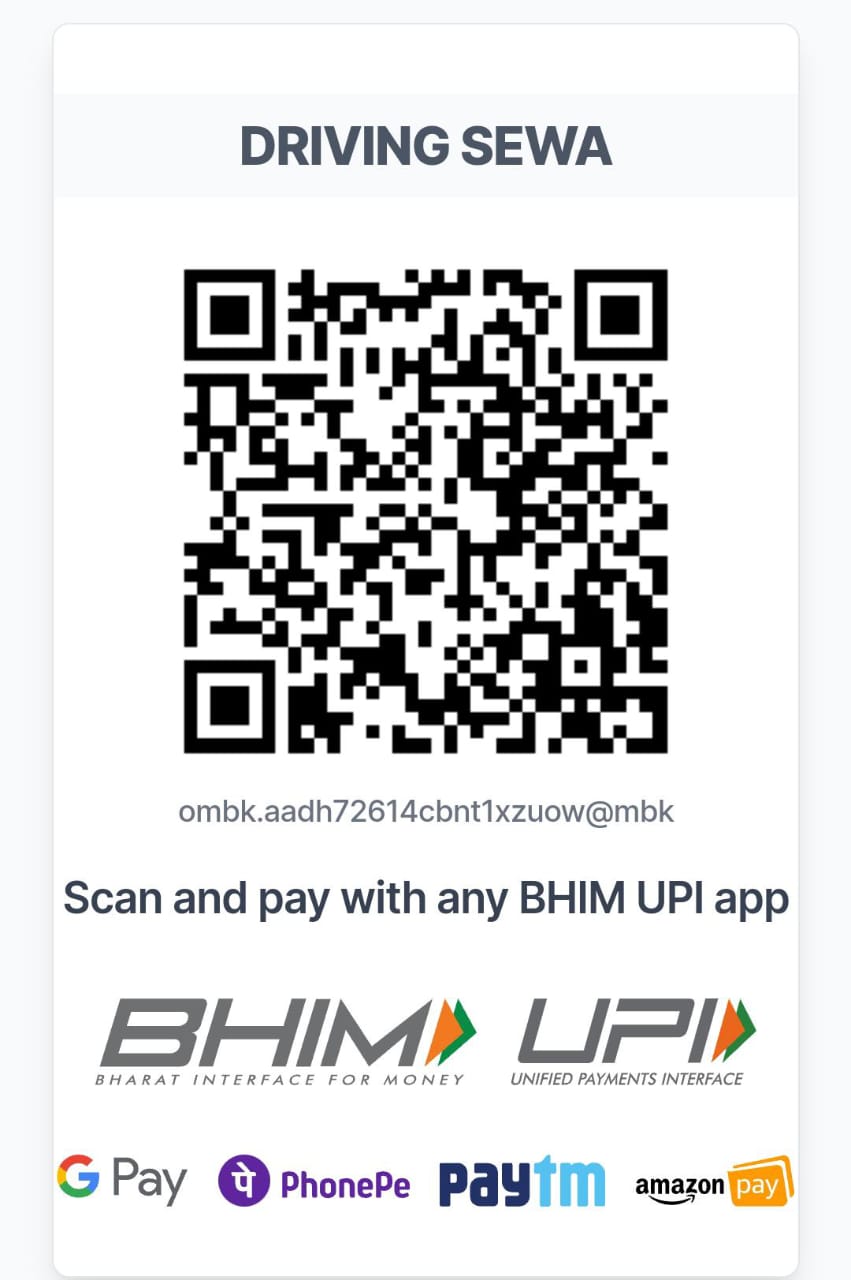 DRIVING SEWA
ombk.aadh72614cbnt1xzuow@mbk
Scan and pay with any BHIM UPI app
BHIM UPI
BHARAT INTERFACE FOR MONEY UNIFIED PAYMENTS INTERFACE
G Pay पे PhonePe paytm amazon pay